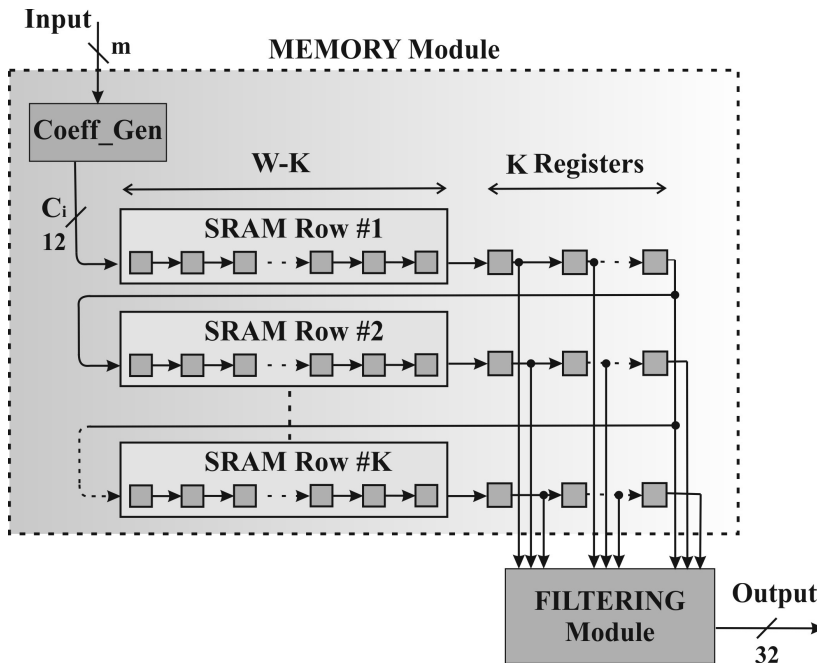 Input
m
MEMORY Module
Coeff_Gen
W-K
K Registers
Ci
12
SRAM Row #1
SRAM Row #2
SRAM Row #K
FILTERING
Module
Output
32